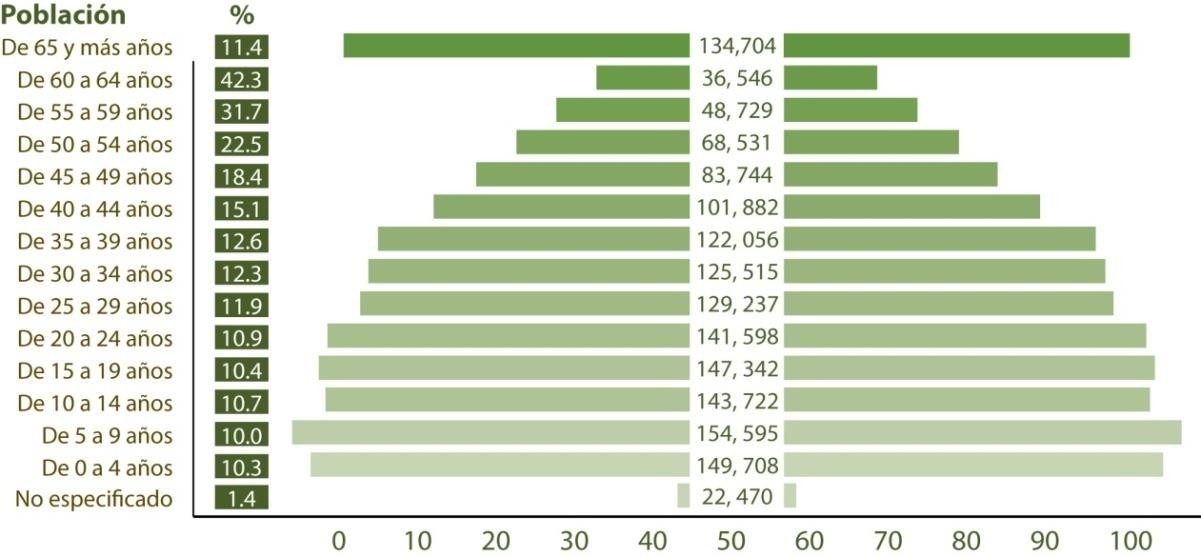 Población %
De 65 y más años 11.4 134,704
De 60 a 64 años 42.3 36, 546
De 55 a 59 años 31.7 48, 729
De 50 a 54 años 22.5 68, 531
De 45 a 49 años 18.4 83, 744
De 40 a 44 años 15.1 101, 882
De 35 a 39 años 12.6 122, 056
De 30 a 34 años 12.3 125, 515
De 25 a 29 años 11.9 129, 237
De 20 a 24 años 10.9 141, 598
De 15 a 19 años 10.4 147, 342
De 10 a 14 años 10.7 143, 722
De 5 a 9 años 10.0 154, 595
De 0 a 4 años 10.3 149, 708
No especificado 1.4 22, 470
0 10 20 30 40 50 60 70 80 90 100